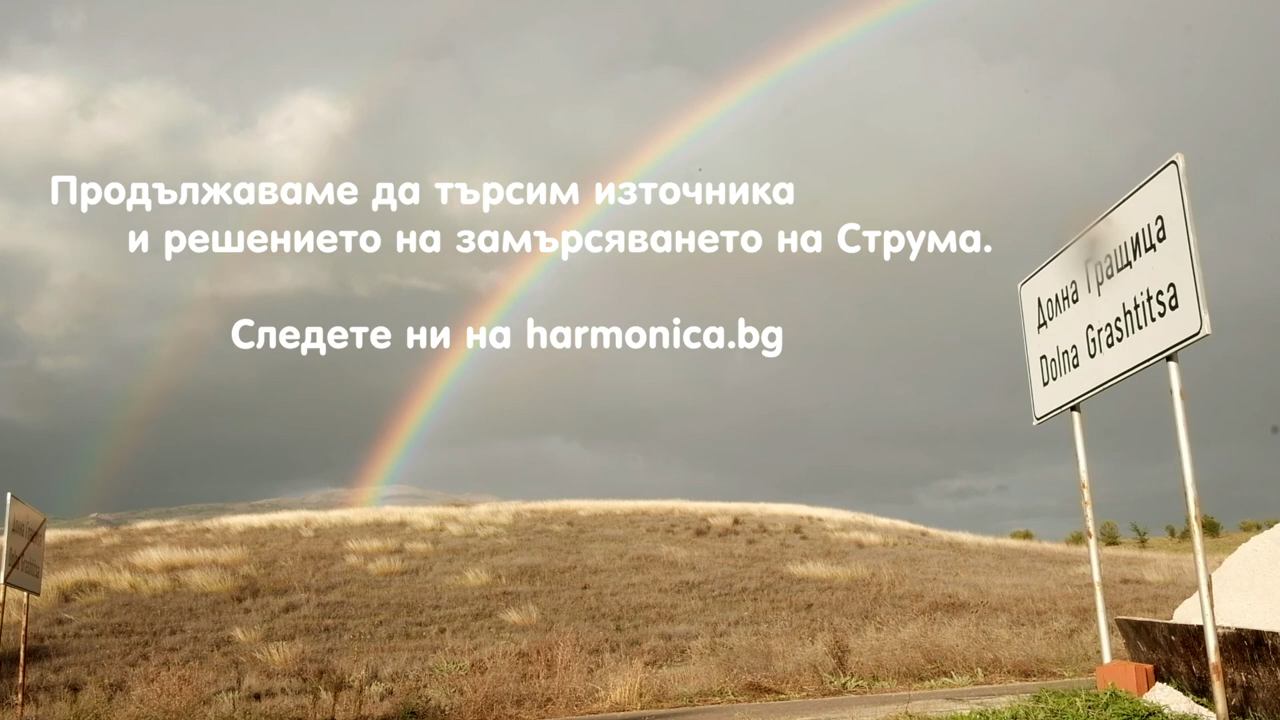 Продължаваме да търсим източника
и решението на замърсяването на Струма.
Следете ни на harmonica.bg
Долна Гращица
Dolna Grashtitsa